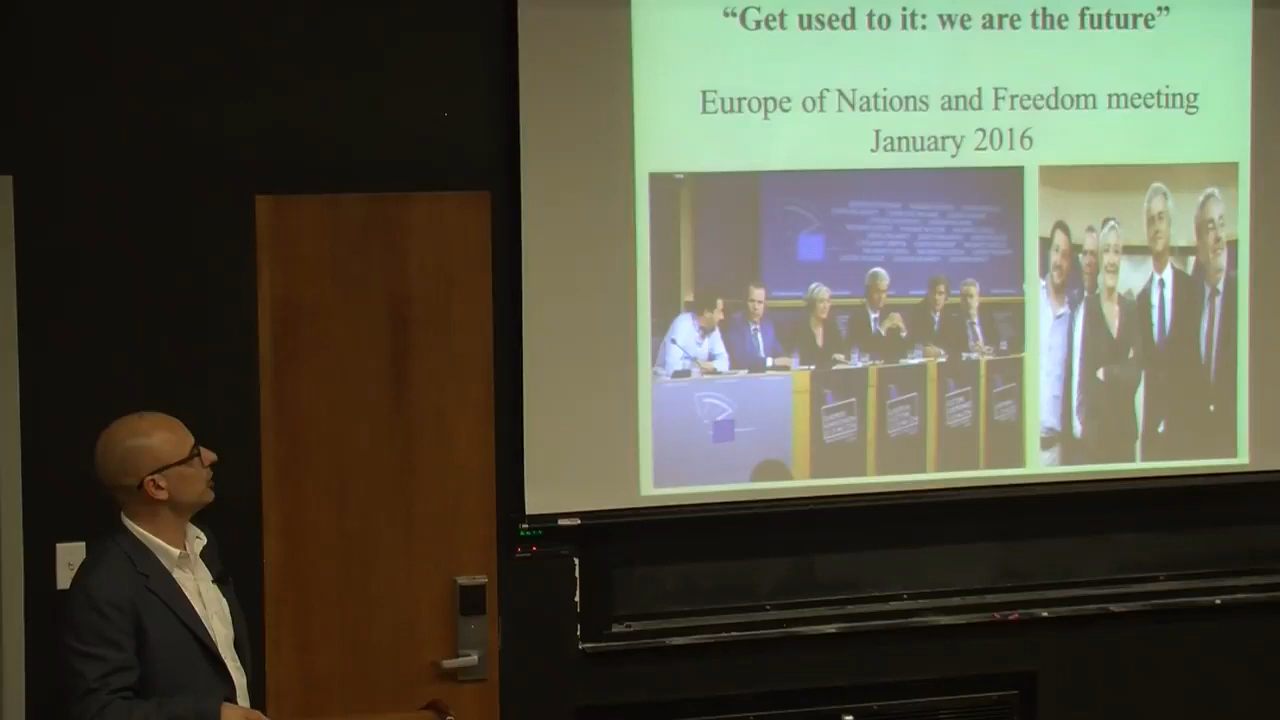 “Get used to it: we are the future”
Europe of Nations and Freedom meeting
January 2016